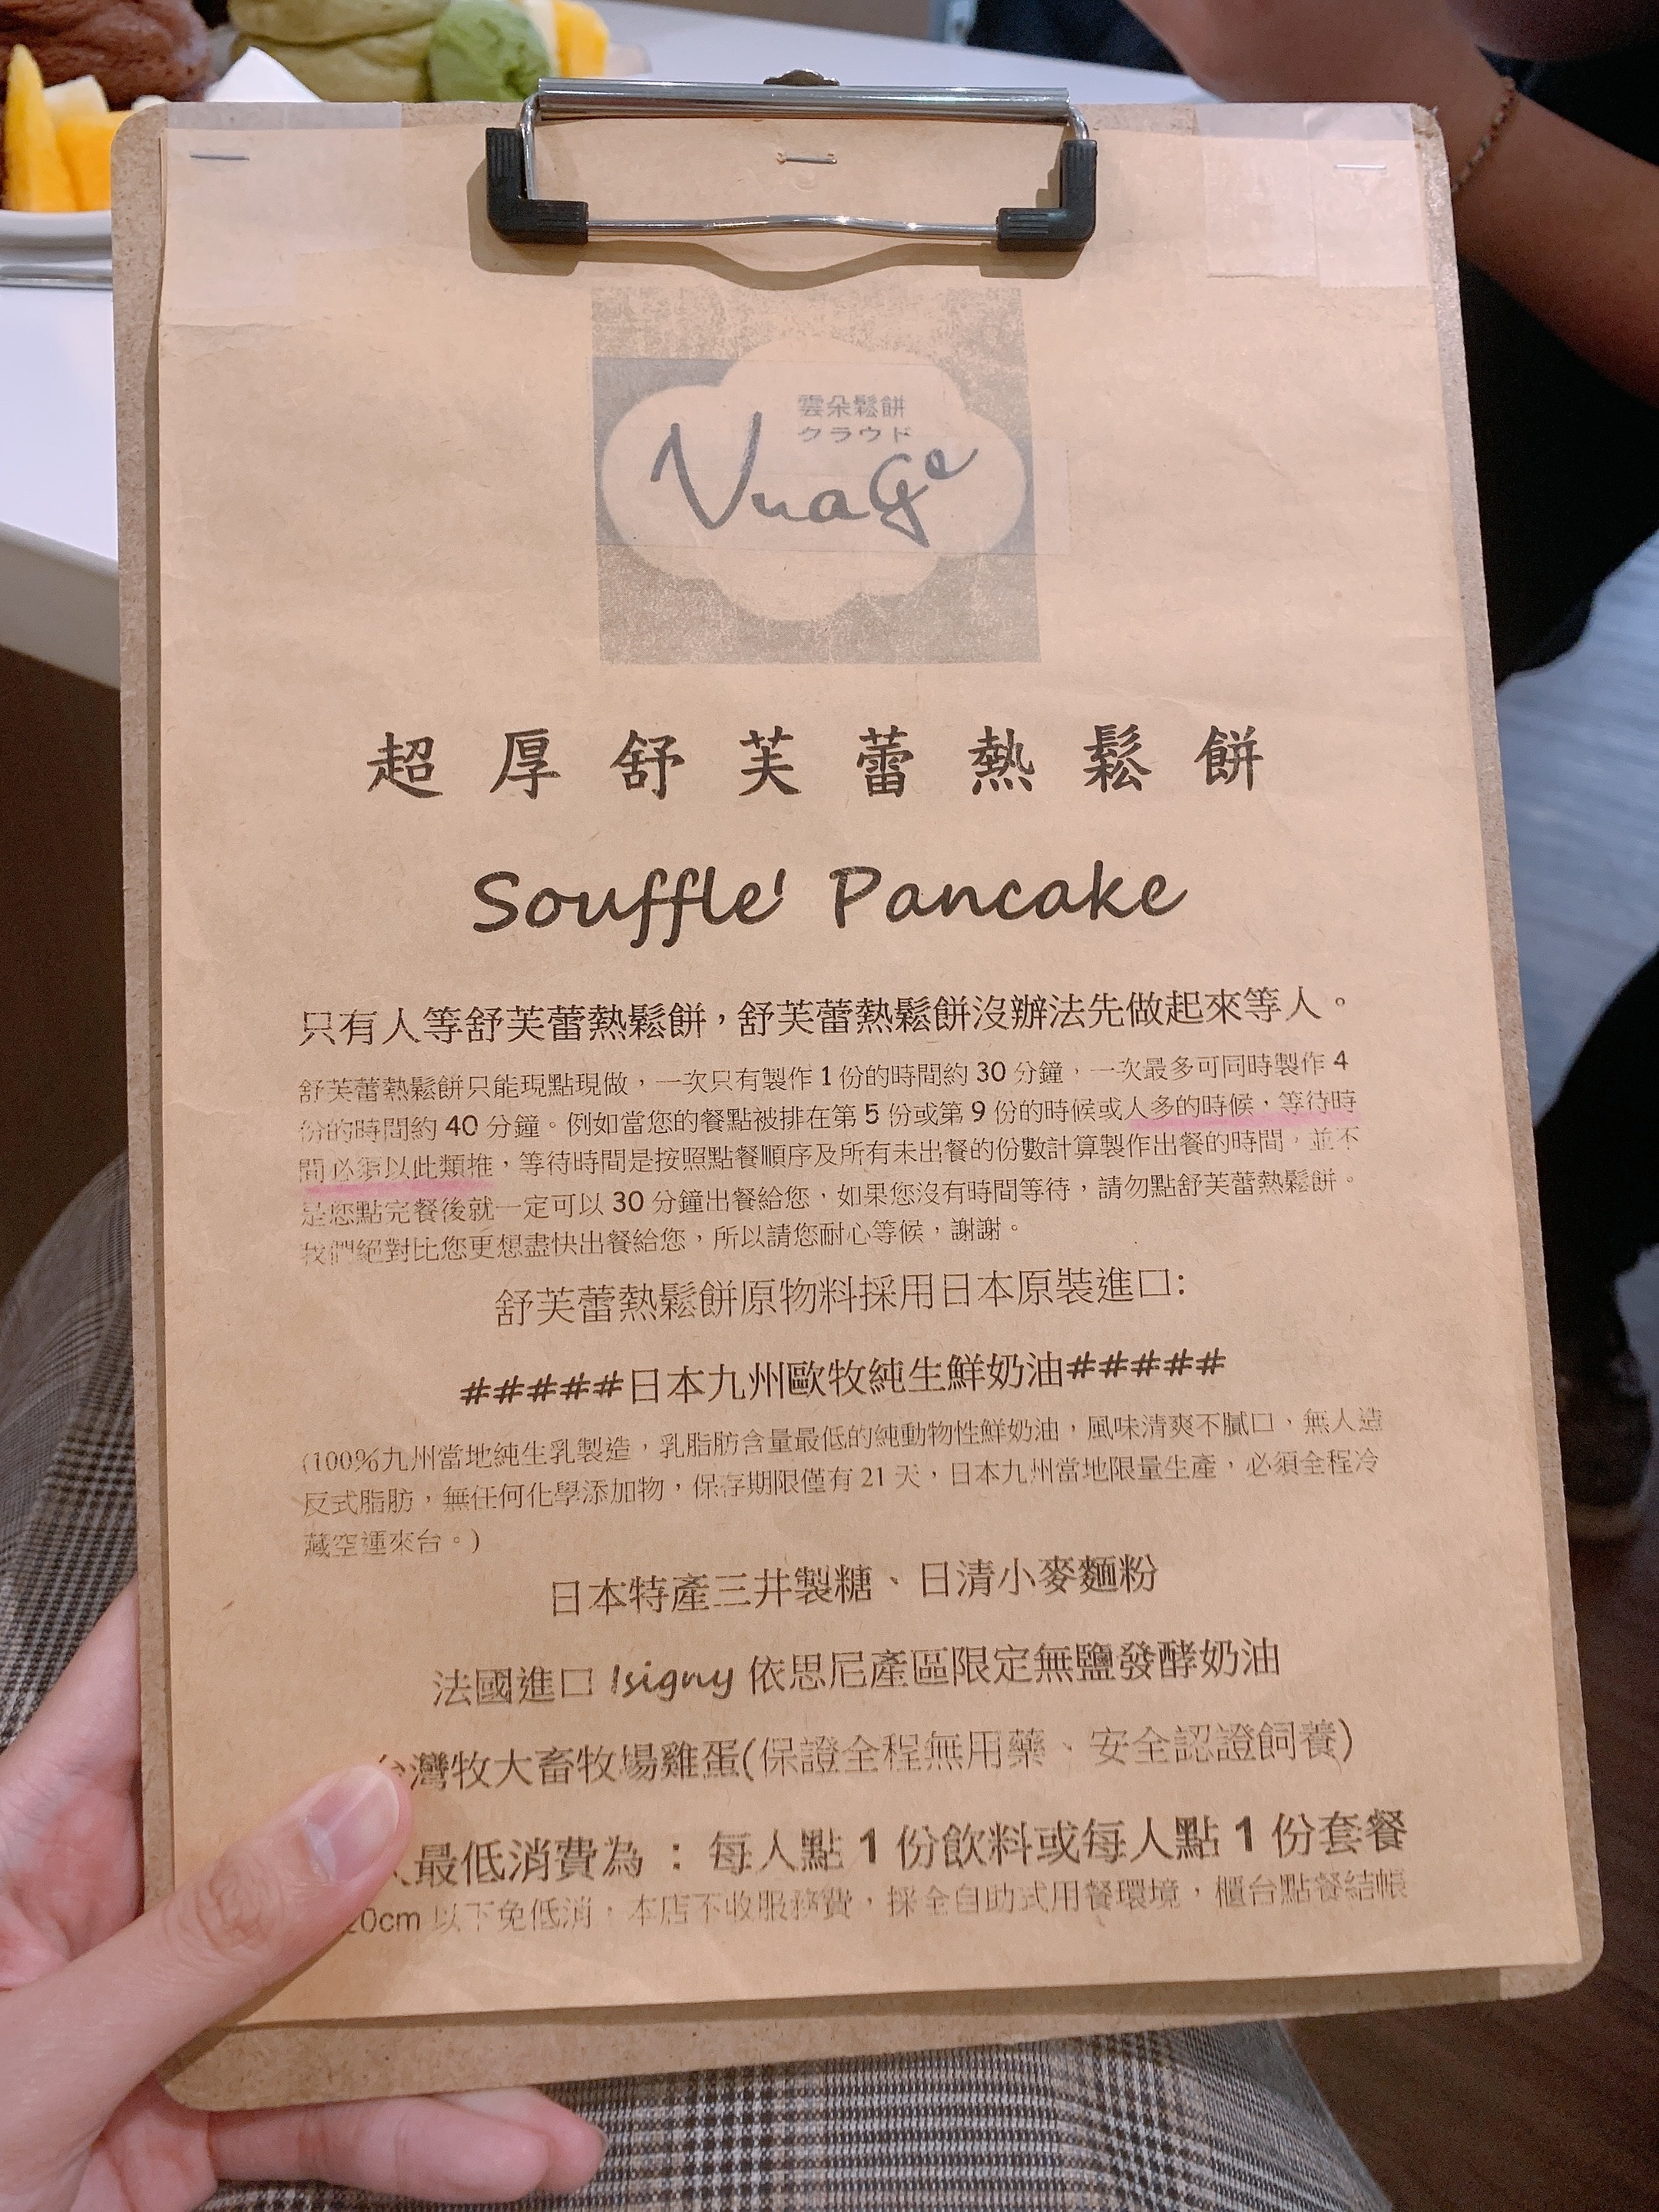 雲朵鬆餅
クラウド
Nuage
超厚舒芙蕾熱鬆餅
Souffle' Pancake
只有人等舒芙蕾熱鬆餅，舒芙蕾熱鬆餅沒辦法先做起來等人。
舒芙蕾熱鬆餅只能現點現做，一次只有製作 1 份的時間約 30 分鐘，一次最多可同時製作 4
份的時間約 40 分鐘。例如當您的餐點被排在第 5 份或第 9 份的時候或人多的時候，等待時
間必須以此類推，等待時間是按照點餐順序及所有未出餐的份數計算製作出餐的時間，並不
是您點完餐後就一定可以 30 分鐘出餐給您，如果您沒有時間等待，請勿點舒芙蕾熱鬆餅。
我們絕對比您更想盡快出餐給您，所以請您耐心等候，謝謝。
舒芙蕾熱鬆餅原物料採用日本原裝進口:
#####日本九州歐牧純生鮮奶油#####
(100%九州當地純生乳製造，乳脂肪含量最低的純動物性鮮奶油，風味清爽不膩口，無人造
反式脂肪，無任何化學添加物，保存期限僅有 21 天，日本九州當地限量生產，必須全程冷
藏空運來台。)
日本特產三井製糖、日清小麥麵粉
法國進口 Isigny 依思尼產區限定無鹽發酵奶油
台灣牧大畜牧場雞蛋(保證全程無用藥、安全認證飼養)
最低消費為：每人點 1 份飲料或每人點 1 份套餐
20cm 以下免低消，本店不收服務費，採全自助式用餐環境，櫃台點餐結帳